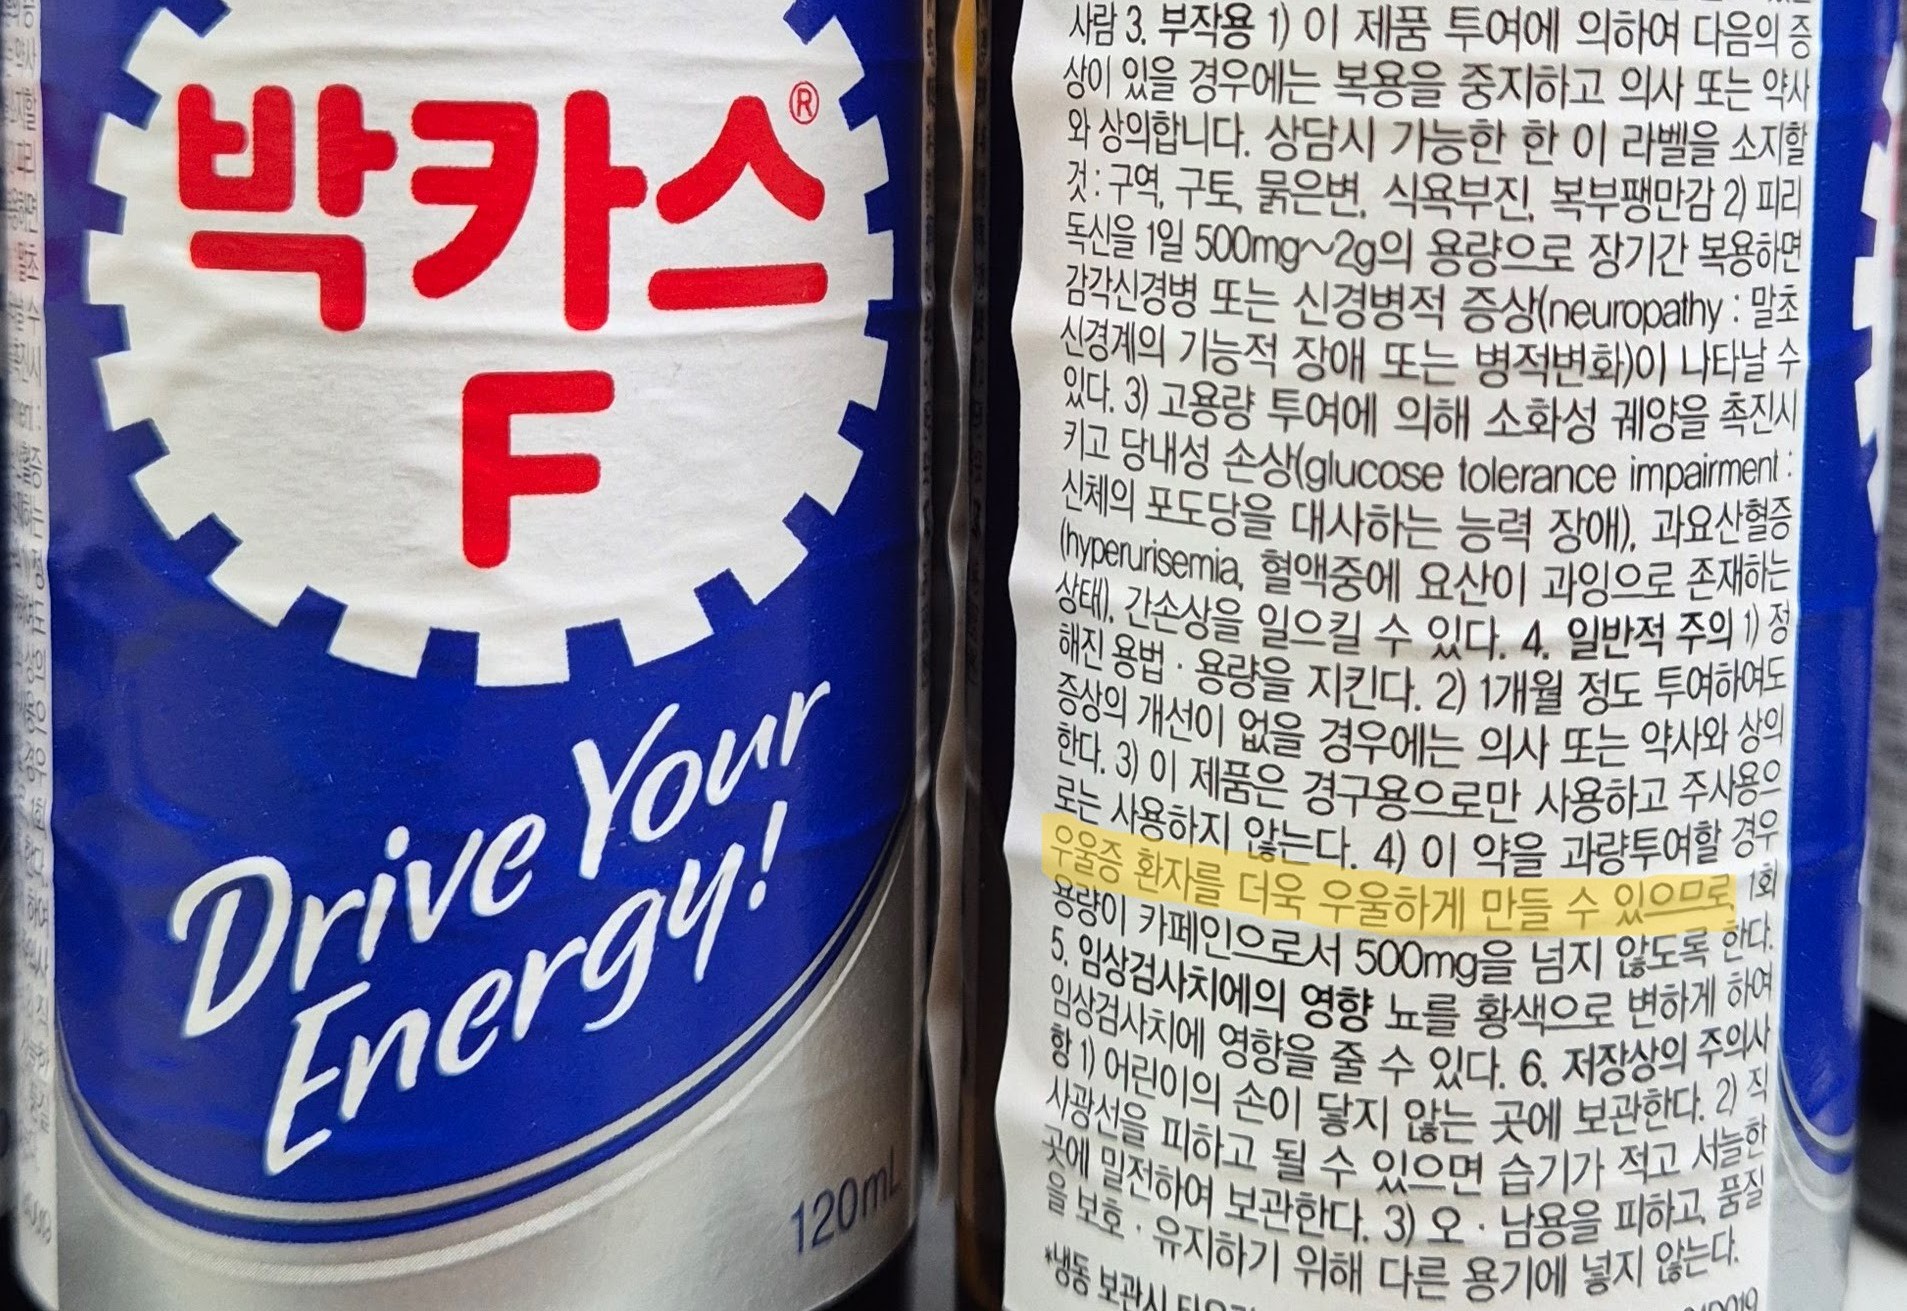 박카스®
F
Drive Your
Energy!
120mL
사람 3. 부작용 1) 이 제품 투여에 의하여 다음의 증
상이 있을 경우에는 복용을 중지하고 의사 또는 약사
와 상의합니다. 상담시 가능한 한 이 라벨을 소지할
것 : 구역, 구토, 묽은변, 식욕부진, 복부팽만감 2) 피리
독신을 1일 500mg~2g의 용량으로 장기간 복용하면
감각신경병 또는 신경병적 증상(neuropathy : 말초
신경계의 기능적 장애 또는 병적변화)이 나타날 수
있다. 3) 고용량 투여에 의해 소화성 궤양을 촉진시
키고 당내성 손상(glucose tolerance impairment :
신체의 포도당을 대사하는 능력 장애), 과요산혈증
(hyperurisemia, 혈액중에 요산이 과잉으로 존재하는
상태), 간손상을 일으킬 수 있다. 4. 일반적 주의 1) 정
해진 용법 · 용량을 지킨다. 2) 1개월 정도 투여하여도
증상의 개선이 없을 경우에는 의사 또는 약사와 상의
한다. 3) 이 제품은 경구용으로만 사용하고 주사용으
로는 사용하지 않는다. 4) 이 약을 과량투여할 경우
우울증 환자를 더욱 우울하게 만들 수 있으므로 1회
용량이 카페인으로서 500mg을 넘지 않도록 한다.
5. 임상검사치에의 영향 뇨를 황색으로 변하게 하여
임상검사치에 영향을 줄 수 있다. 6. 저장상의 주의사
항 1) 어린이의 손이 닿지 않는 곳에 보관한다. 2) 직
사광선을 피하고 될 수 있으면 습기가 적고 서늘한
곳에 밀전하여 보관한다. 3) 오 · 남용을 피하고, 품질
을 보호 · 유지하기 위해 다른 용기에 넣지 않는다.
*냉동 보관시